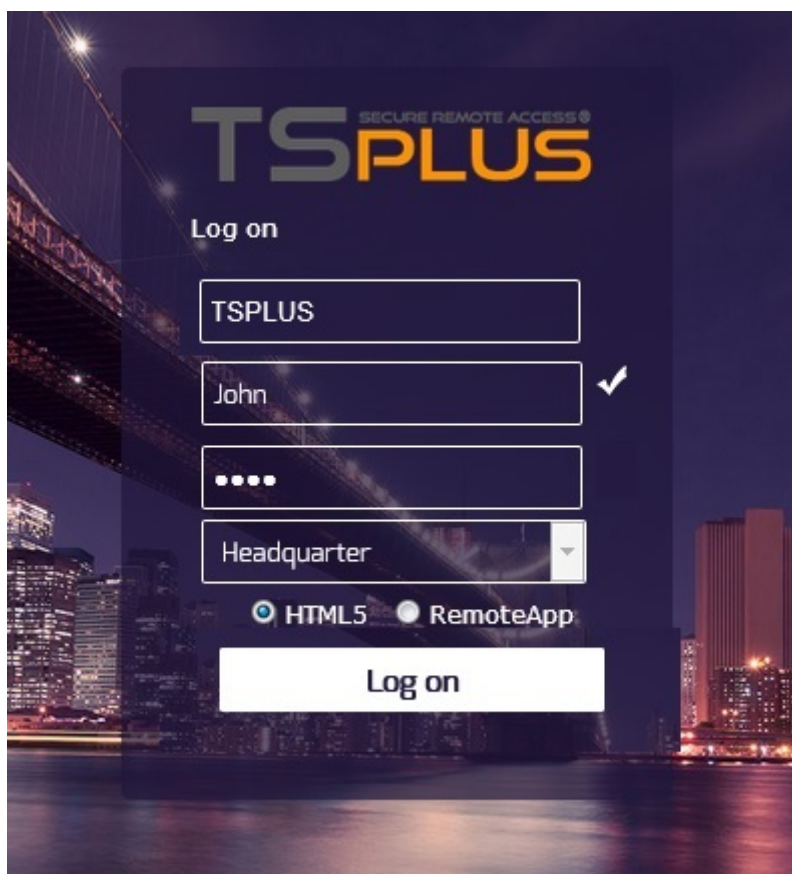 SECURE REMOTE ACCESS®
TSPLUS
Log on
TSPLUS
John
••••
Headquarter
HTML5 RemoteApp
Log on